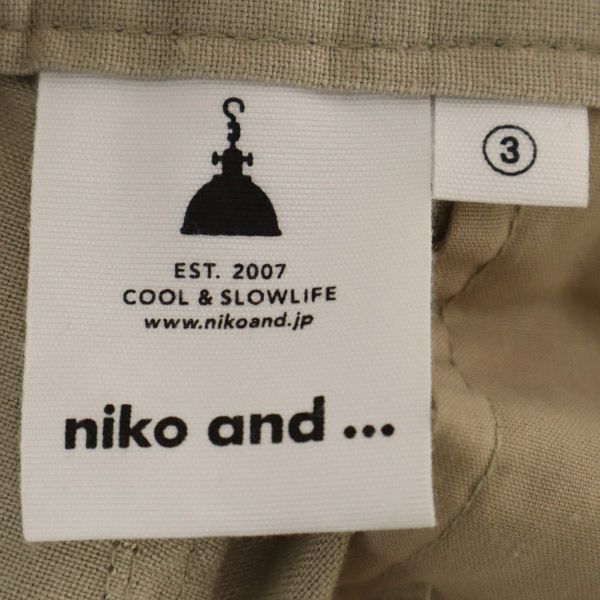 EST. 2007
COOL & SLOWLIFE
www.nikoand.jp
niko and ...
3